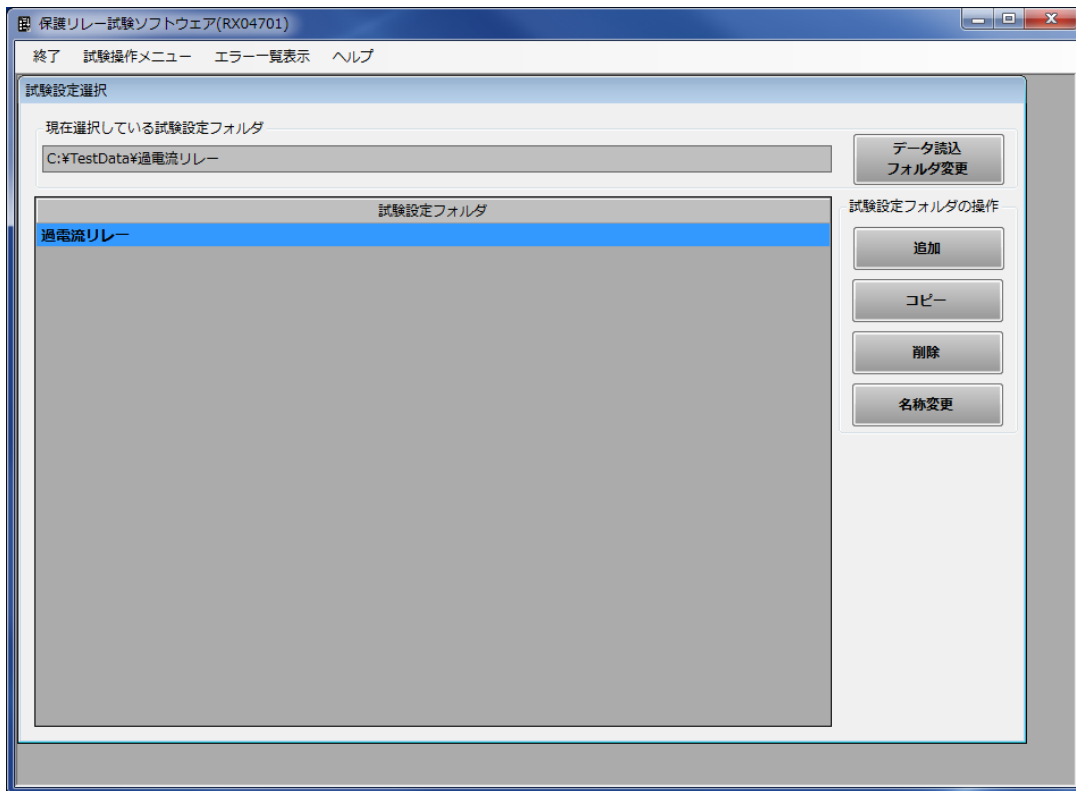 保護リレー試験ソフトウェア(RX04701)
終了 試験操作メニュー エラー一覧表示 ヘルプ
試験設定選択
現在選択している試験設定フォルダ
C:¥TestData¥過電流リレー
データ読込
フォルダ変更
試験設定フォルダ
過電流リレー
試験設定フォルダの操作
追加
コピー
削除
名称変更